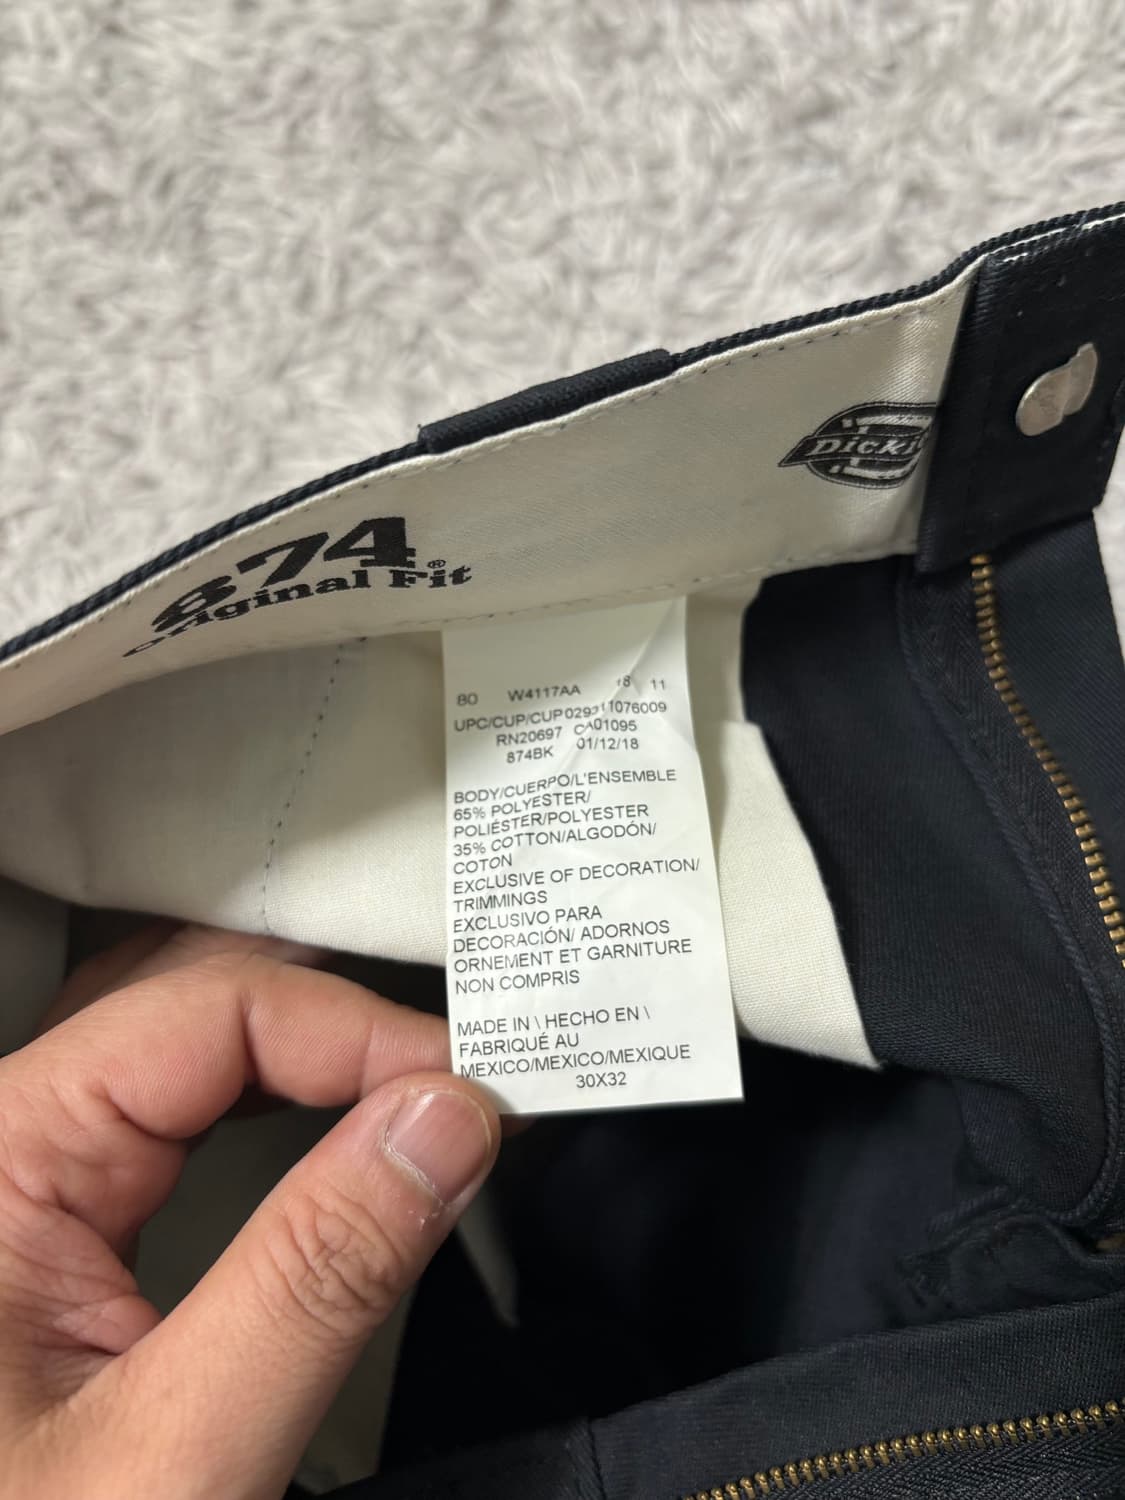 Dickies
874®
Original Fit
80 W4117AA 18 11
UPC/CUP/CUP 029311076009
RN20697 CA01095
874BK 01/12/18
BODY/CUERPO/L'ENSEMBLE
65% POLYESTER/
POLIÉSTER/POLYESTER
35% COTTON/ALGODÓN/
COTON
EXCLUSIVE OF DECORATION/
TRIMMINGS
EXCLUSIVO PARA
DECORACIÓN/ ADORNOS
ORNEMENT ET GARNITURE
NON COMPRIS
MADE IN \ HECHO EN \
FABRIQUÉ AU
MEXICO/MEXICO/MEXIQUE
30X32